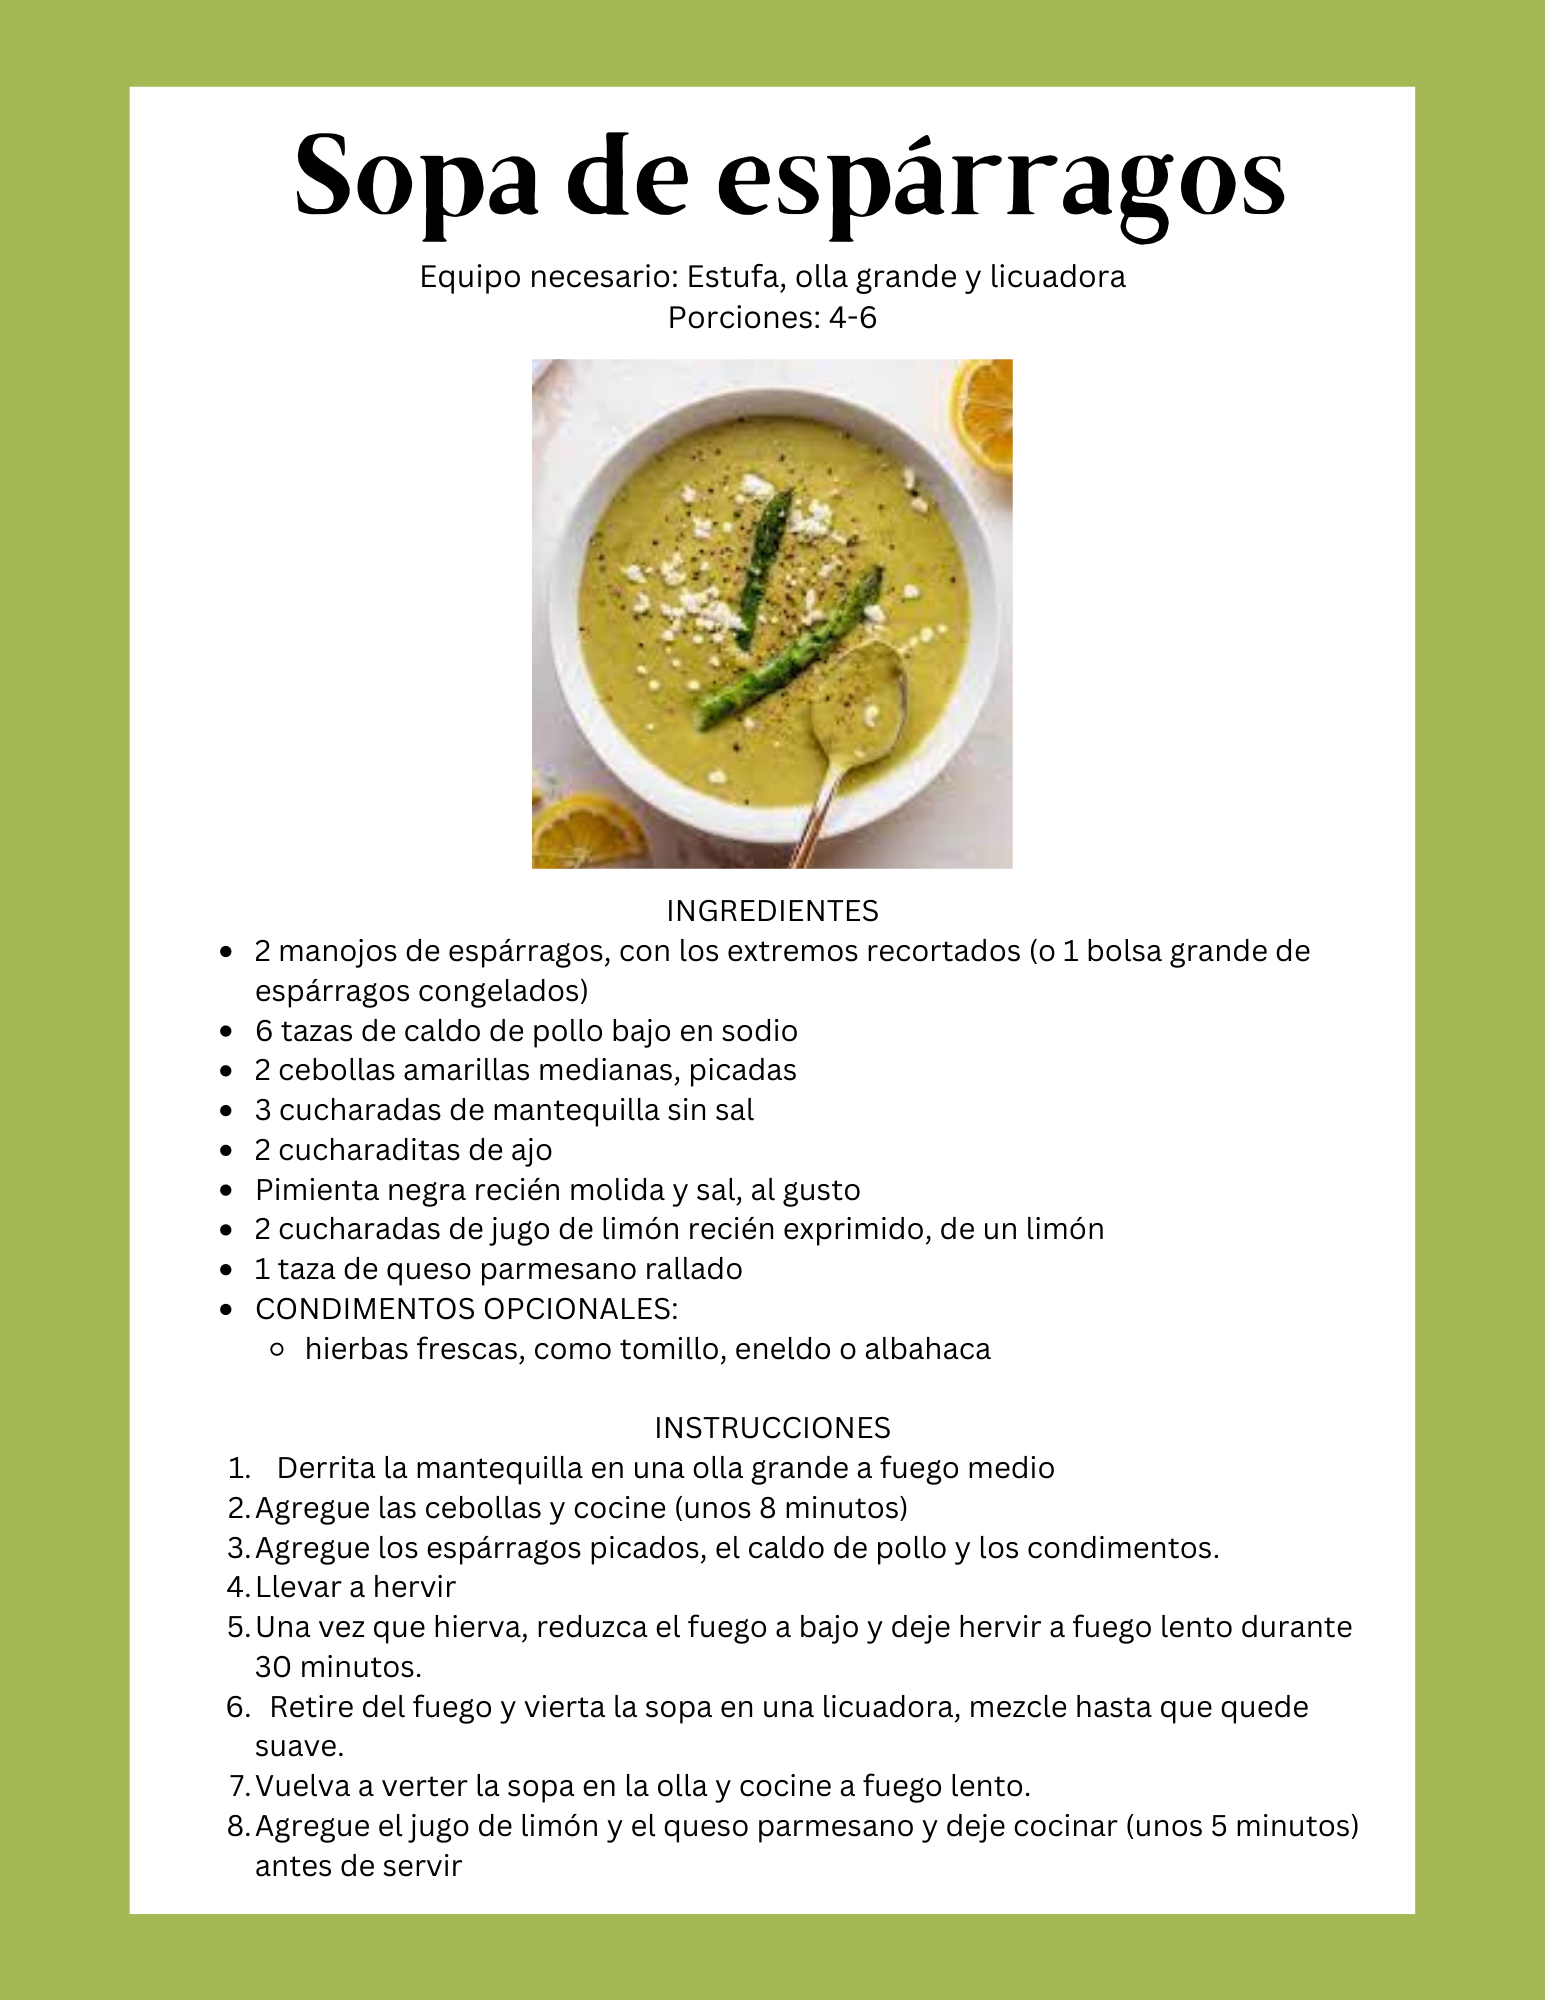 Sopa de espárragos
Equipo necesario: Estufa, olla grande y licuadora
Porciones: 4-6
INGREDIENTES
• 2 manojos de espárragos, con los extremos recortados (o 1 bolsa grande de
espárragos congelados)
• 6 tazas de caldo de pollo bajo en sodio
• 2 cebollas amarillas medianas, picadas
• 3 cucharadas de mantequilla sin sal
• 2 cucharaditas de ajo
• Pimienta negra recién molida y sal, al gusto
• 2 cucharadas de jugo de limón recién exprimido, de un limón
• 1 taza de queso parmesano rallado
• CONDIMENTOS OPCIONALES:
◦ hierbas frescas, como tomillo, eneldo o albahaca
INSTRUCCIONES
1. Derrita la mantequilla en una olla grande a fuego medio
2. Agregue las cebollas y cocine (unos 8 minutos)
3. Agregue los espárragos picados, el caldo de pollo y los condimentos.
4. Llevar a hervir
5. Una vez que hierva, reduzca el fuego a bajo y deje hervir a fuego lento durante
30 minutos.
6. Retire del fuego y vierta la sopa en una licuadora, mezcle hasta que quede
suave.
7. Vuelva a verter la sopa en la olla y cocine a fuego lento.
8. Agregue el jugo de limón y el queso parmesano y deje cocinar (unos 5 minutos)
antes de servir